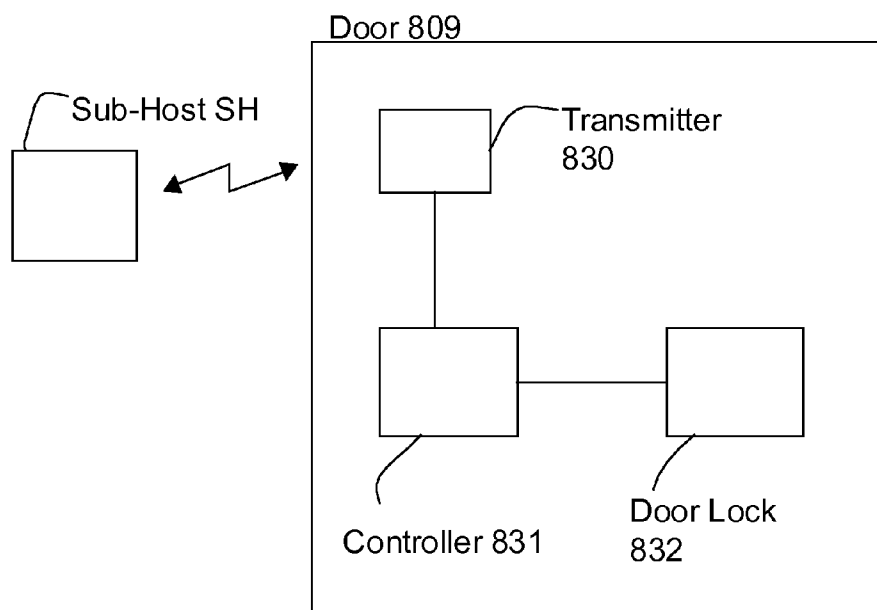 Door 809
Sub-Host SH
Transmitter
830
Controller 831
Door Lock
832